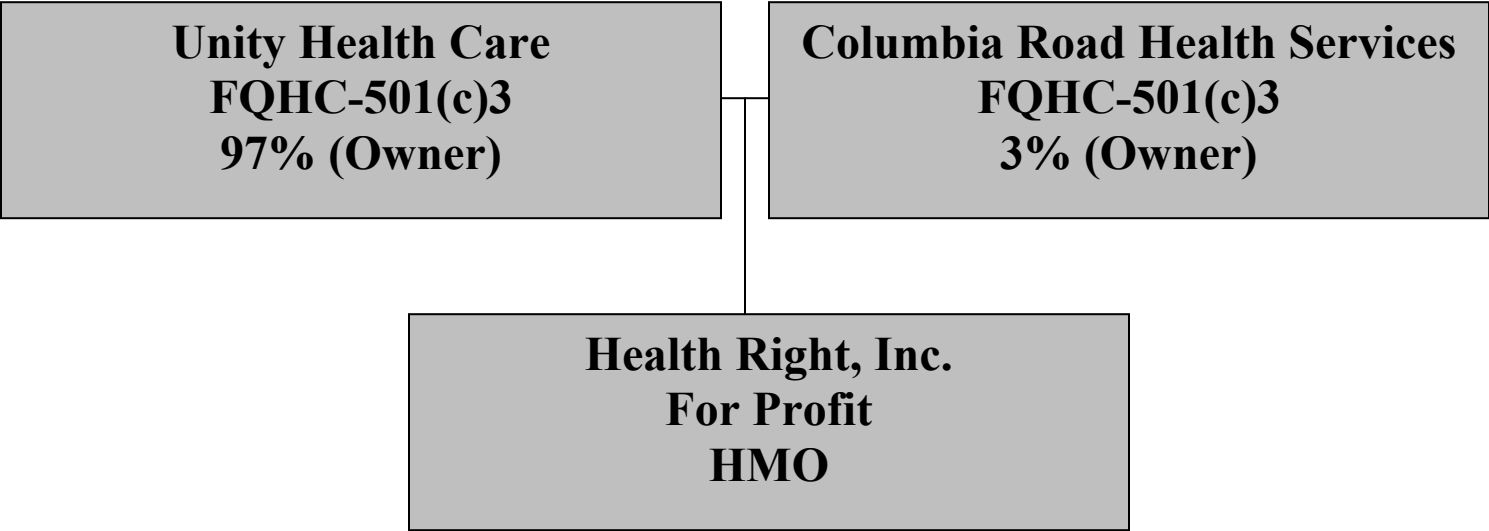 Unity Health Care
FQHC-501(c)3
97% (Owner)
Columbia Road Health Services
FQHC-501(c)3
3% (Owner)
Health Right, Inc.
For Profit
HMO